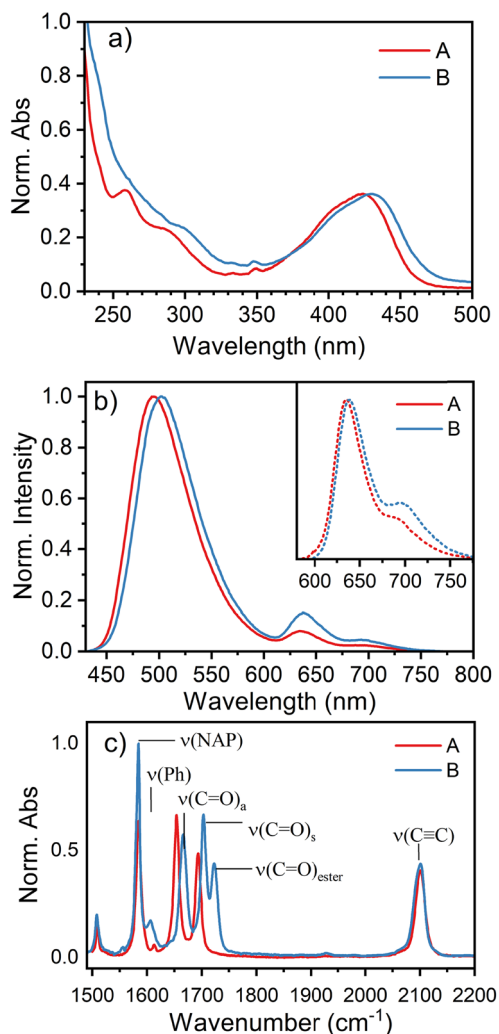 a)
A
B
Norm. Abs
1.0
0.8
0.6
0.4
0.2
0.0
250 300 350 400 450 500
Wavelength (nm)
b)
A
B
600 650 700 750
Norm. Intensity
1.0
0.8
0.6
0.4
0.2
0.0
450 500 550 600 650 700 750 800
Wavelength (nm)
c)
A
B
ν(NAP)
ν(Ph)
ν(C=O)a
ν(C=O)s
ν(C=O)ester
ν(C≡C)
Norm. Abs
1.0
0.5
0.0
1500 1600 1700 1800 1900 2000 2100 2200
Wavenumber (cm⁻¹)